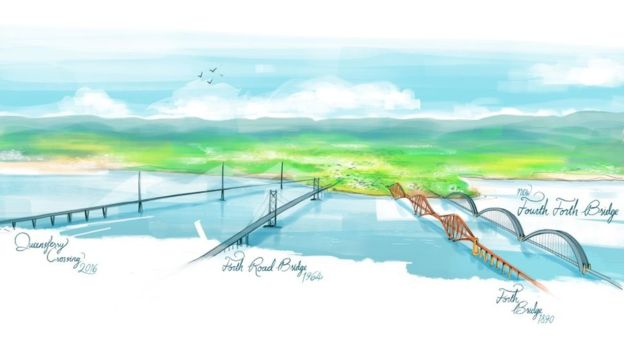 Queensferry
Crossing
2016
Forth Road Bridge
1964
Forth
Bridge
1890
new
Fourth Forth Bridge